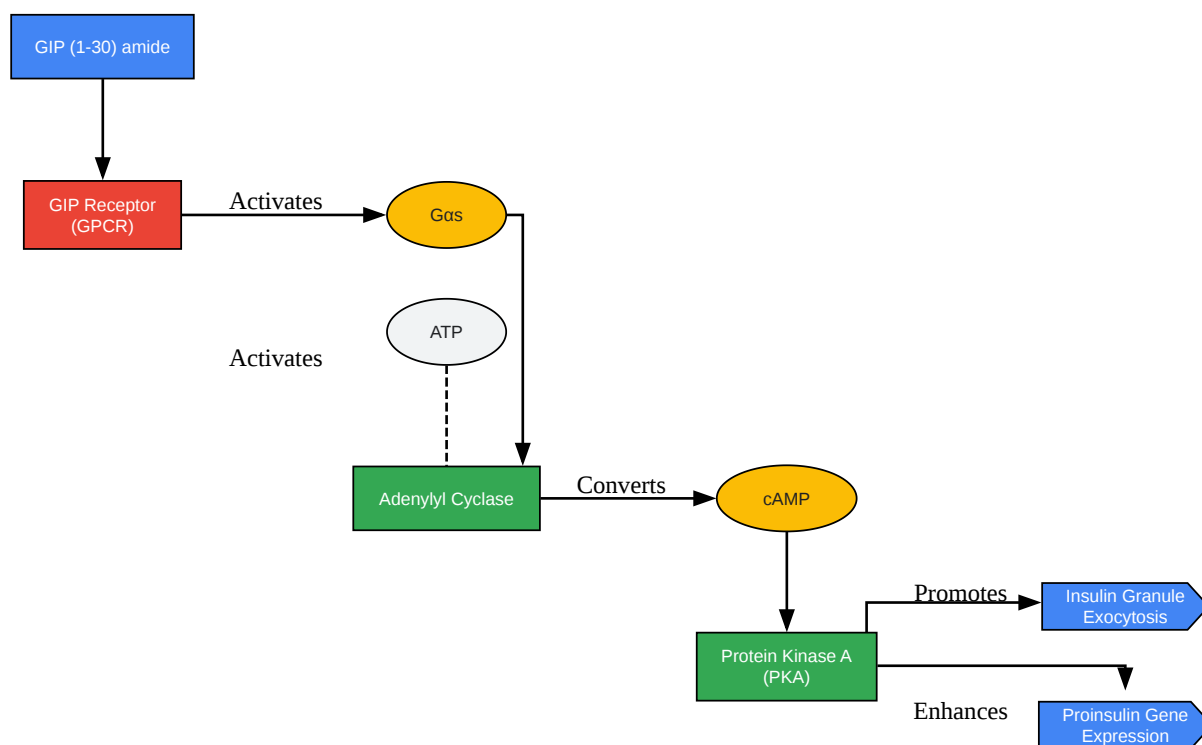 GIP (1-30) amide
GIP Receptor
(GPCR)
Activates
Gαs
ATP
Activates
Adenylyl Cyclase
Converts
cAMP
Promotes
Insulin Granule
Exocytosis
Protein Kinase A
(PKA)
Enhances
Proinsulin Gene
Expression